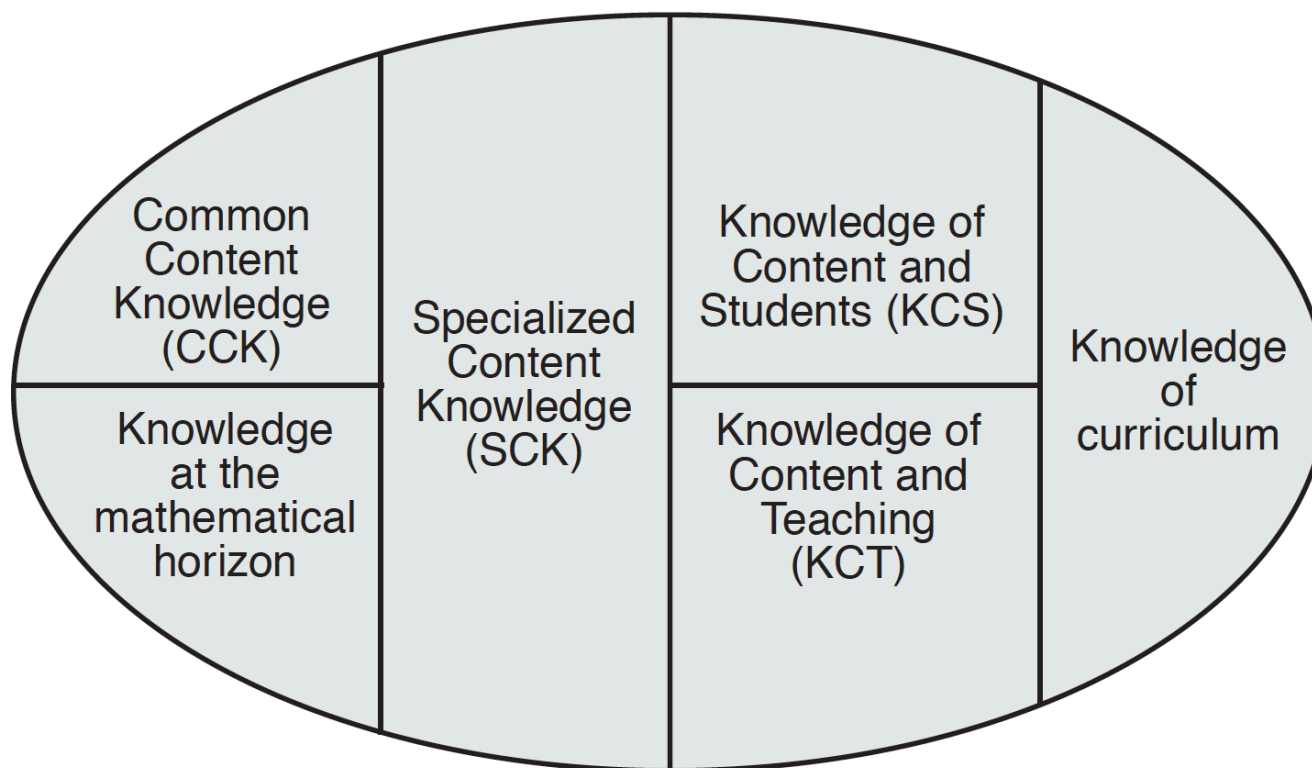 Common
Content
Knowledge
(CCK)
Knowledge
at the
mathematical
horizon
Specialized
Content
Knowledge
(SCK)
Knowledge of
Content and
Students (KCS)
Knowledge of
Content and
Teaching
(KCT)
Knowledge
of
curriculum